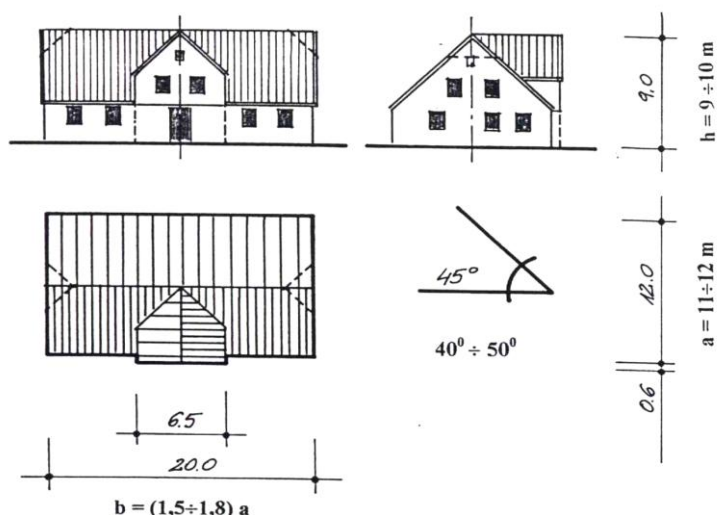 9,0
h = 9 ÷ 10 m
45°
40⁰ ÷ 50⁰
12.0
a = 11÷12 m
0.6
6.5
20.0
b = (1,5÷1,8) a